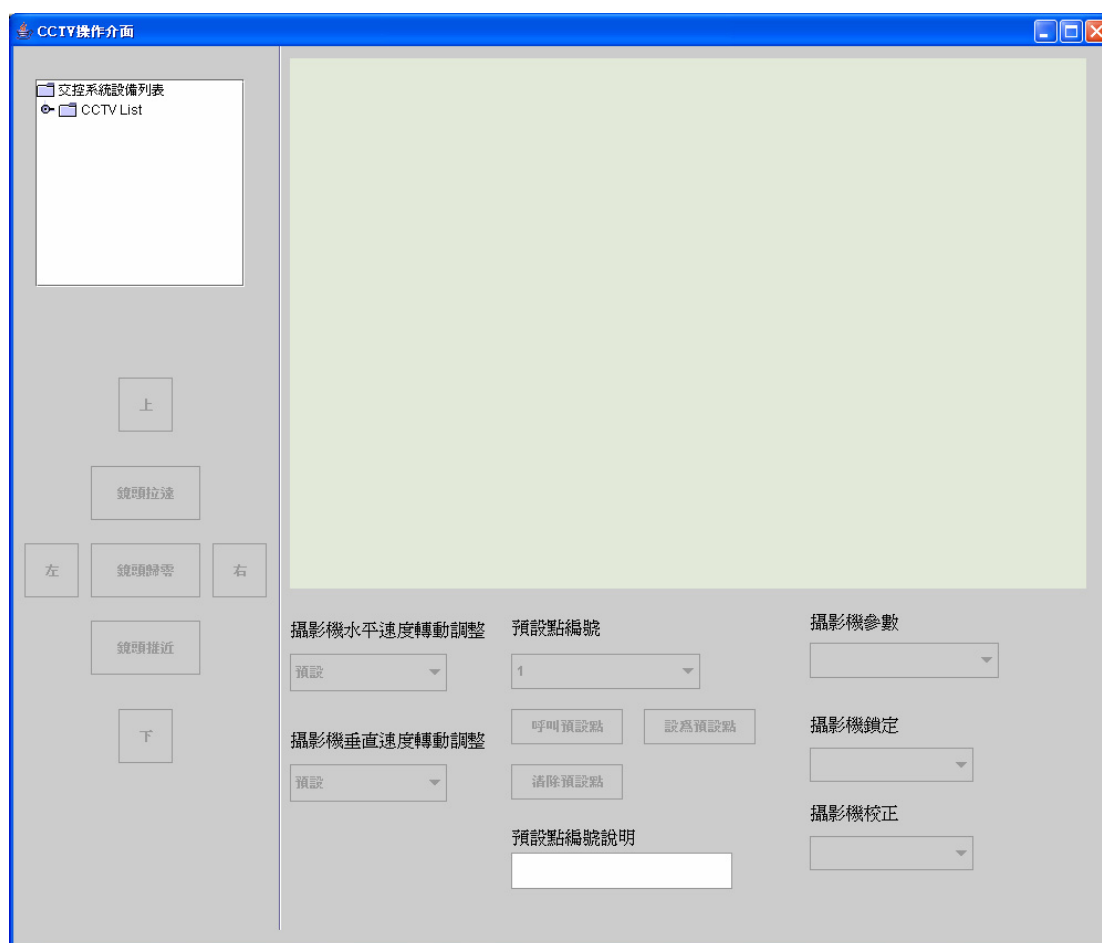 CCTV操作介面
交控系統設備列表
CCTV List
上
鏡頭拉遠
左
鏡頭歸零
右
鏡頭推近
下
攝影機水平速度轉動調整
預設
攝影機垂直速度轉動調整
預設
預設點編號
1
呼叫預設點
設為預設點
清除預設點
預設點編號說明
攝影機參數
攝影機鎖定
攝影機校正